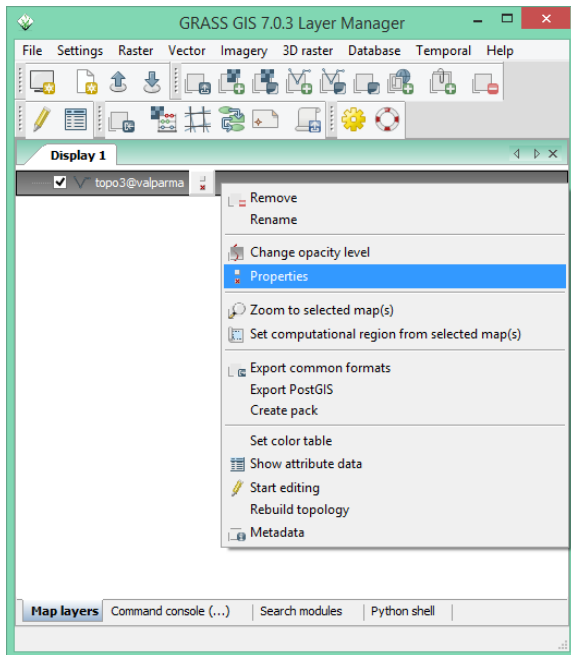 GRASS GIS 7.0.3 Layer Manager
File Settings Raster Vector Imagery 3D raster Database Temporal Help
Display 1
topo3@valparma
Remove
Rename
Change opacity level
Properties
Zoom to selected map(s)
Set computational region from selected map(s)
Export common formats
Export PostGIS
Create pack
Set color table
Show attribute data
Start editing
Rebuild topology
Metadata
Map layers Command console (...) Search modules Python shell